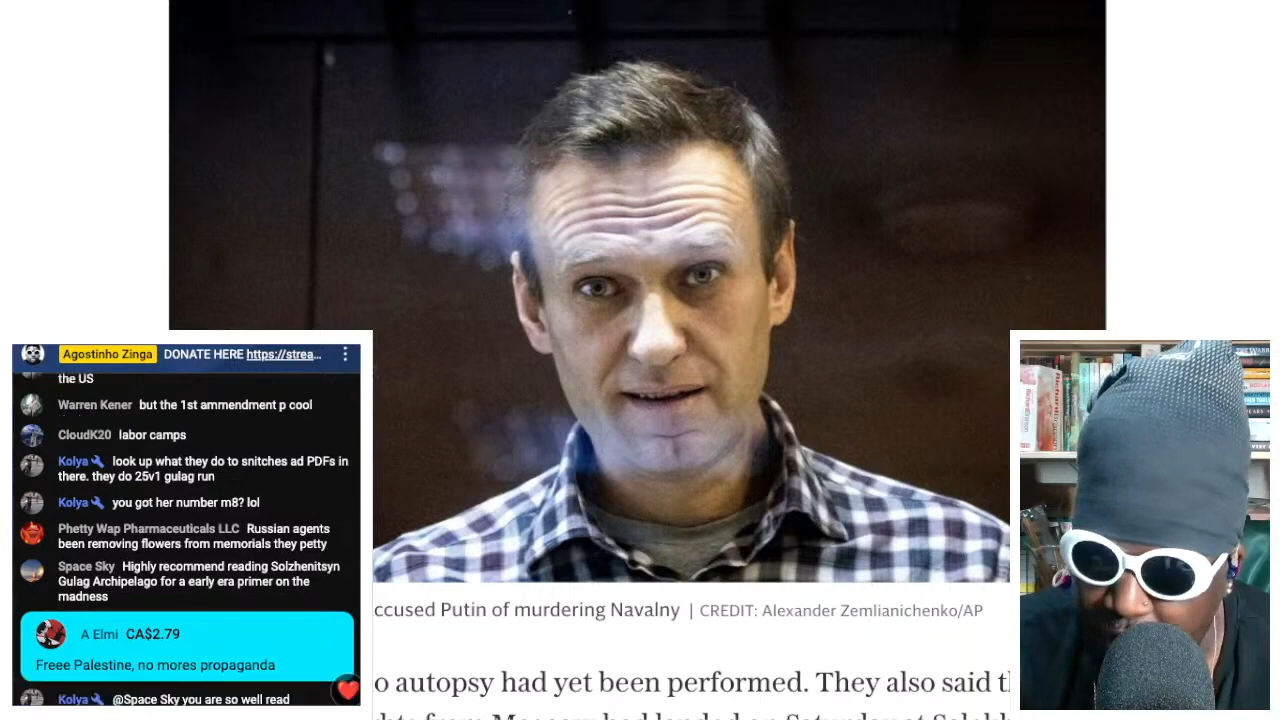 Agostinho Zinga DONATE HERE https://strea...
the US
Warren Kener but the 1st ammendment p cool
CloudK20 labor camps
Kolya look up what they do to snitches ad PDFs in
there. they do 25v1 gulag run
Kolya you got her number m8? lol
Phetty Wap Pharmaceuticals LLC Russian agents
been removing flowers from memorials they petty
Space Sky Highly recommend reading Solzhenitsyn
Gulag Archipelago for a early era primer on the
madness
A Elmi CA$2.79
Freee Palestine, no mores propaganda
Kolya @Space Sky you are so well read
ccused Putin of murdering Navalny | CREDIT: Alexander Zemlianichenko/AP
o autopsy had yet been performed. They also said t